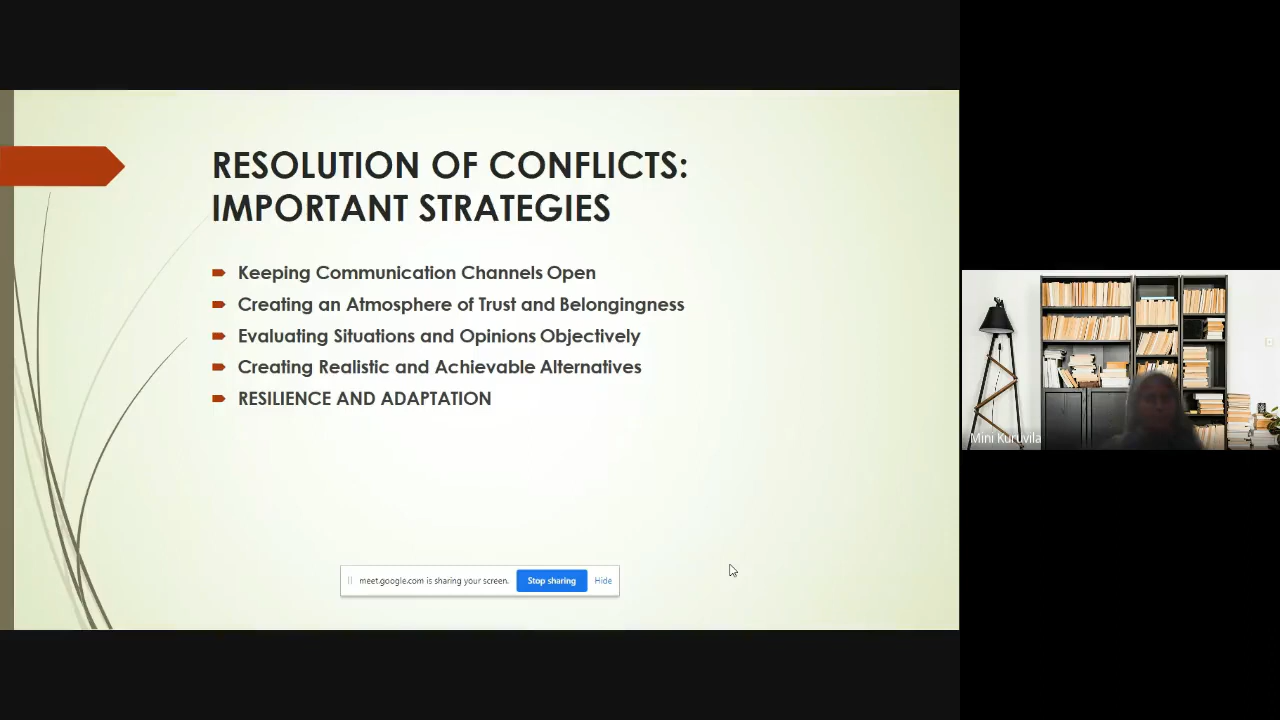 RESOLUTION OF CONFLICTS:
IMPORTANT STRATEGIES
Keeping Communication Channels Open
Creating an Atmosphere of Trust and Belongingness
Evaluating Situations and Opinions Objectively
Creating Realistic and Achievable Alternatives
RESILIENCE AND ADAPTATION
meet.google.com is sharing your screen.
Stop sharing
Hide
Mini Kuruvila